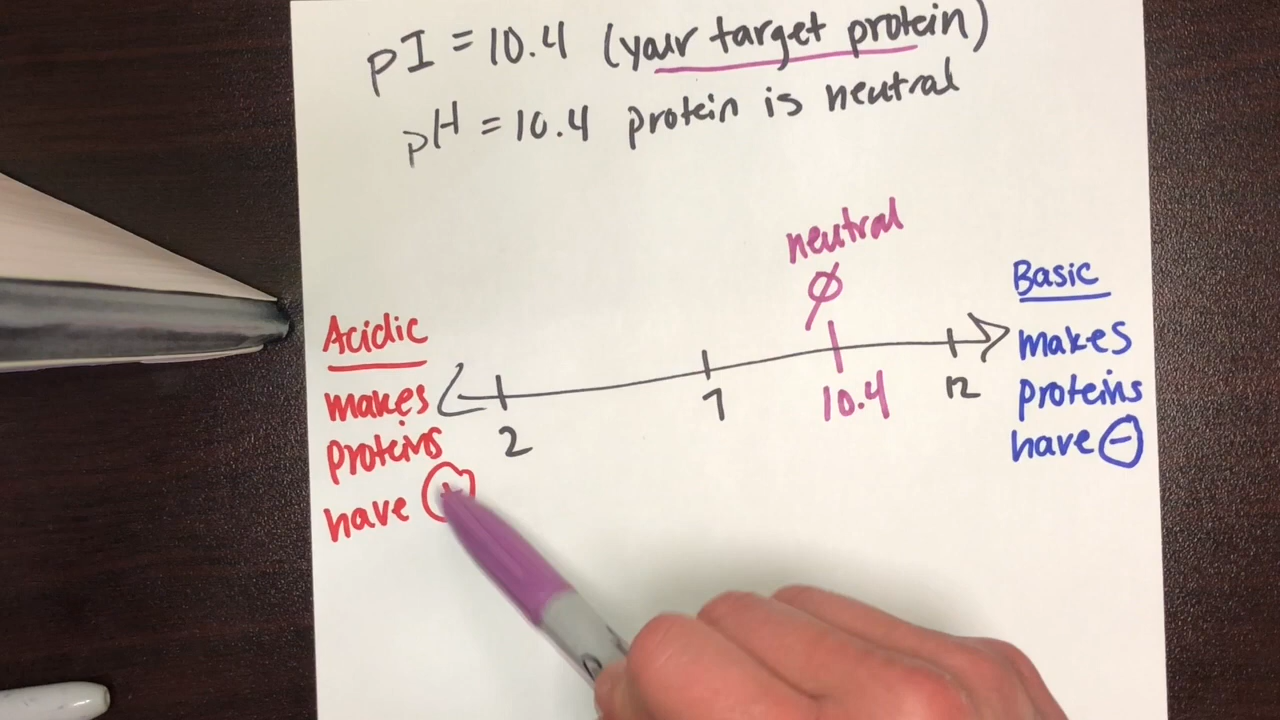 pI = 10.4 (your target protein)
pH = 10.4 protein is neutral
neutral
Ø
Acidic
makes
proteins
have +
2
7
10.4
12
Basic
makes
proteins
have −